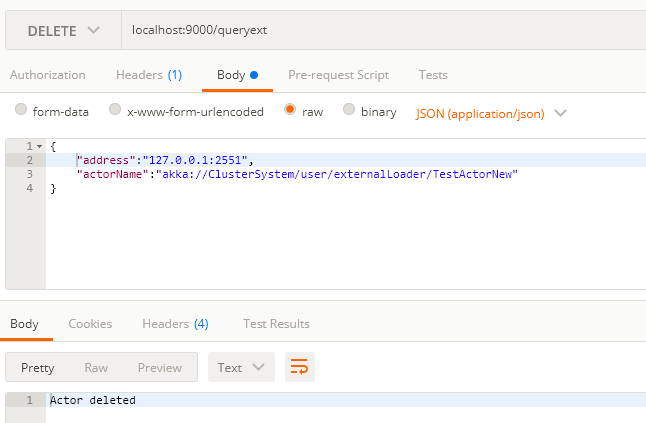 DELETE localhost:9000/queryext
Authorization Headers (1) Body Pre-request Script Tests
form-data x-www-form-urlencoded raw binary JSON (application/json)
1 {
2 "address":"127.0.0.1:2551",
3 "actorName":"akka://ClusterSystem/user/externalLoader/TestActorNew"
4 }
Body Cookies Headers (4) Test Results
Pretty Raw Preview Text
1 Actor deleted